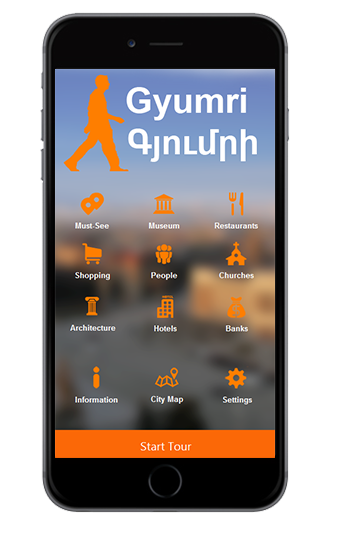 Gyumri
Գյումրի
Must-See Museum Restaurants
Shopping People Churches
Architecture Hotels Banks
Information City Map Settings
Start Tour